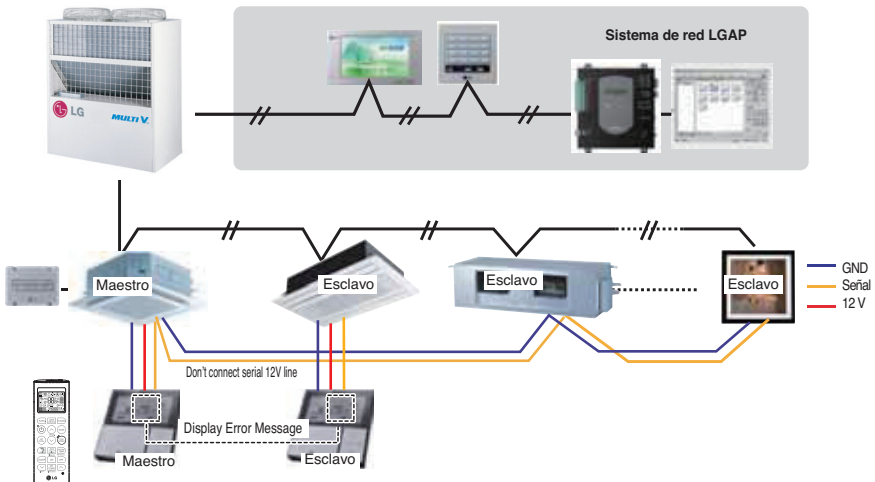 Sistema de red LGAP
LG
MULTI V.
Maestro
Esclavo
Esclavo
Esclavo
GND
Señal
12 V
Don't connect serial 12V line
Display Error Message
Maestro
Esclavo
LG